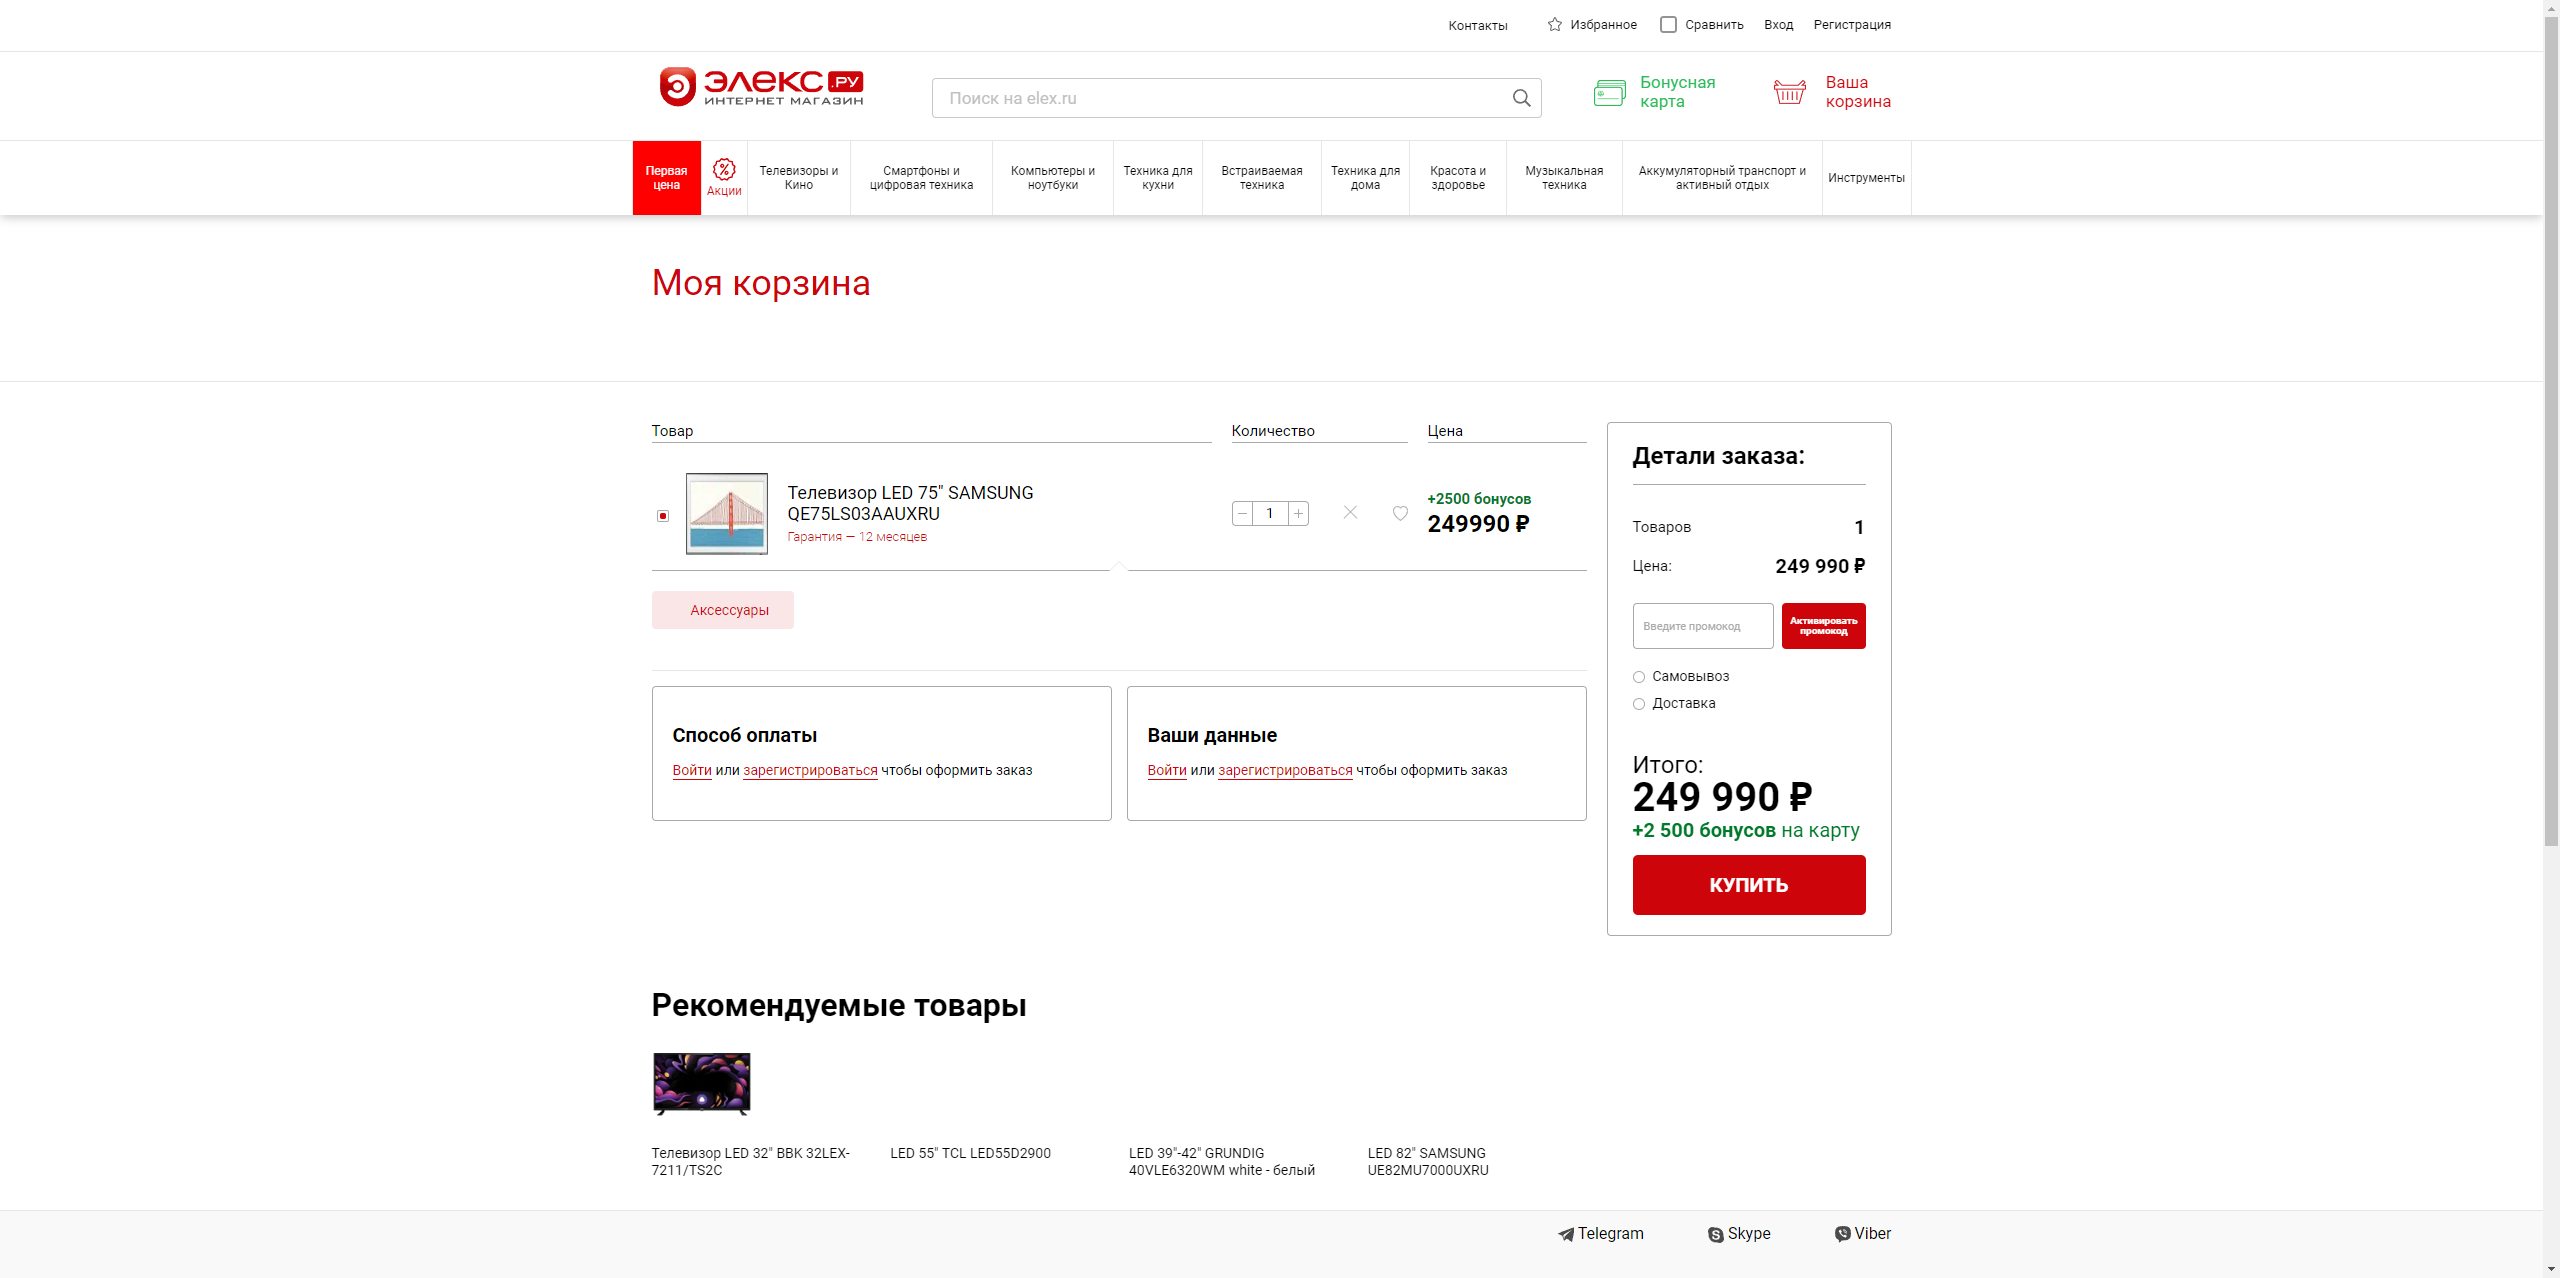 Контакты
Избранное
Сравнить
Вход
Регистрация
ЭЛЕКС.РУ
ИНТЕРНЕТ МАГАЗИН
Поиск на elex.ru
Бонусная
карта
Ваша
корзина
Первая
цена
Акции
Телевизоры и
Кино
Смартфоны и
цифровая техника
Компьютеры и
ноутбуки
Техника для
кухни
Встраиваемая
техника
Техника для
дома
Красота и
здоровье
Музыкальная
техника
Аккумуляторный транспорт и
активный отдых
Инструменты
Моя корзина
Товар
Количество
Цена
Телевизор LED 75" SAMSUNG
QE75LS03AAUXRU
Гарантия — 12 месяцев
1
+2500 бонусов
249990 ₽
Аксессуары
Способ оплаты
Войти или зарегистрироваться чтобы оформить заказ
Ваши данные
Войти или зарегистрироваться чтобы оформить заказ
Детали заказа:
Товаров 1
Цена: 249 990 ₽
Введите промокод
Активировать
промокод
Самовывоз
Доставка
Итого:
249 990 ₽
+2 500 бонусов на карту
КУПИТЬ
Рекомендуемые товары
Телевизор LED 32" BBK 32LEX-
7211/TS2C
LED 55" TCL LED55D2900
LED 39"-42" GRUNDIG
40VLE6320WM white - белый
LED 82" SAMSUNG
UE82MU7000UXRU
Telegram
Skype
Viber